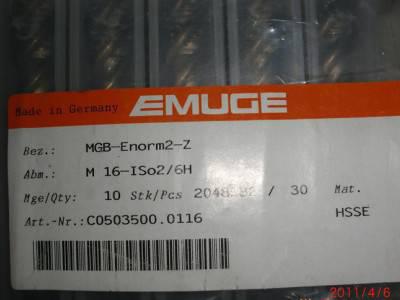 Made in Germany EMUGE
Bez.: MGB-Enorm2-Z
Abm.: M 16-ISo2/6H
Mge/Qty: 10 Stk/Pcs 2048 / 30 Mat.
Art.-Nr.:C0503500.0116 HSSE
2011/4/6